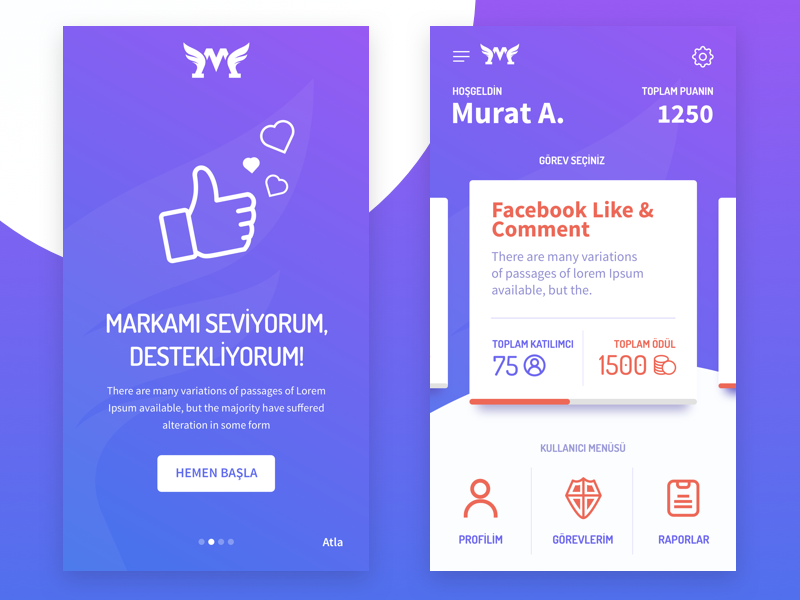 MARKAMI SEVİYORUM,
DESTEKLİYORUM!
There are many variations of passages of Lorem
Ipsum available, but the majority have suffered
alteration in some form
HEMEN BAŞLA
Atla
HOŞGELDİN
Murat A.
TOPLAM PUANIN
1250
GÖREV SEÇİNİZ
Facebook Like &
Comment
There are many variations
of passages of lorem Ipsum
available, but the.
TOPLAM KATILIMCI
75
TOPLAM ÖDÜL
1500
KULLANICI MENÜSÜ
PROFİLİM
GÖREVLERİM
RAPORLAR